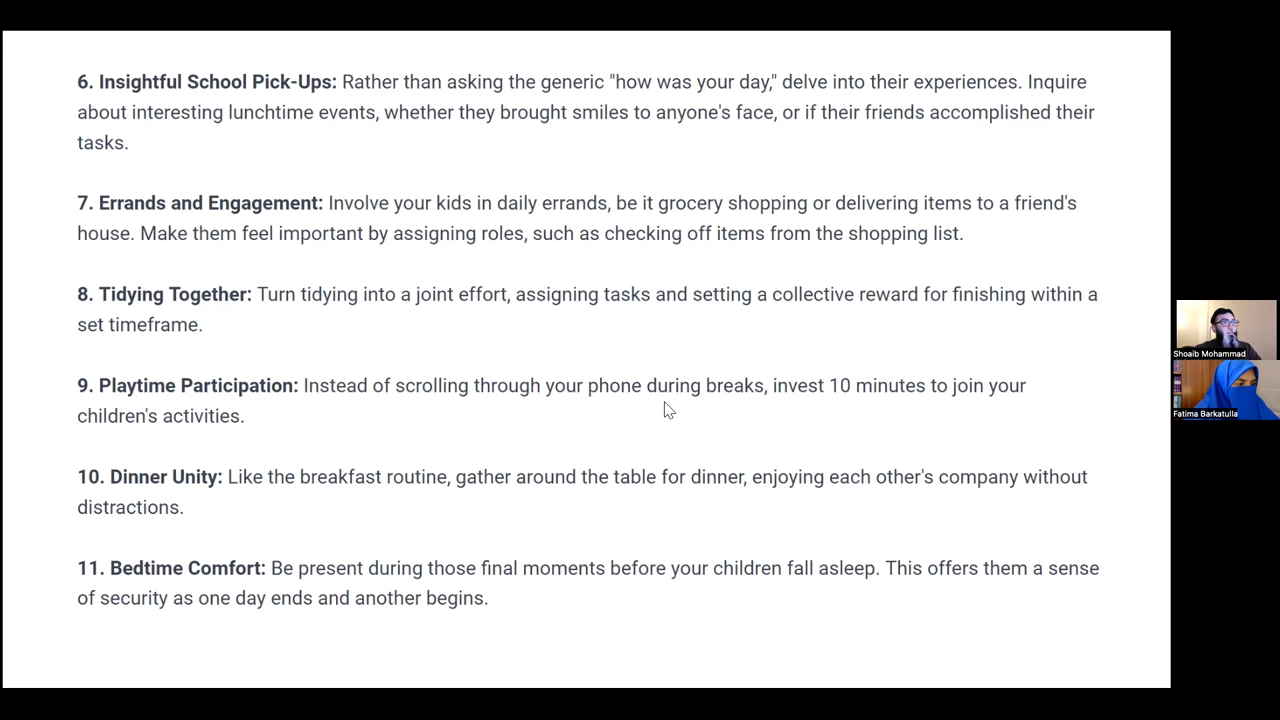 6. Insightful School Pick-Ups: Rather than asking the generic "how was your day," delve into their experiences. Inquire
about interesting lunchtime events, whether they brought smiles to anyone's face, or if their friends accomplished their
tasks.
7. Errands and Engagement: Involve your kids in daily errands, be it grocery shopping or delivering items to a friend's
house. Make them feel important by assigning roles, such as checking off items from the shopping list.
8. Tidying Together: Turn tidying into a joint effort, assigning tasks and setting a collective reward for finishing within a
set timeframe.
9. Playtime Participation: Instead of scrolling through your phone during breaks, invest 10 minutes to join your
children's activities.
10. Dinner Unity: Like the breakfast routine, gather around the table for dinner, enjoying each other's company without
distractions.
11. Bedtime Comfort: Be present during those final moments before your children fall asleep. This offers them a sense
of security as one day ends and another begins.
Shoaib Mohammad
Fatima Barkatulla